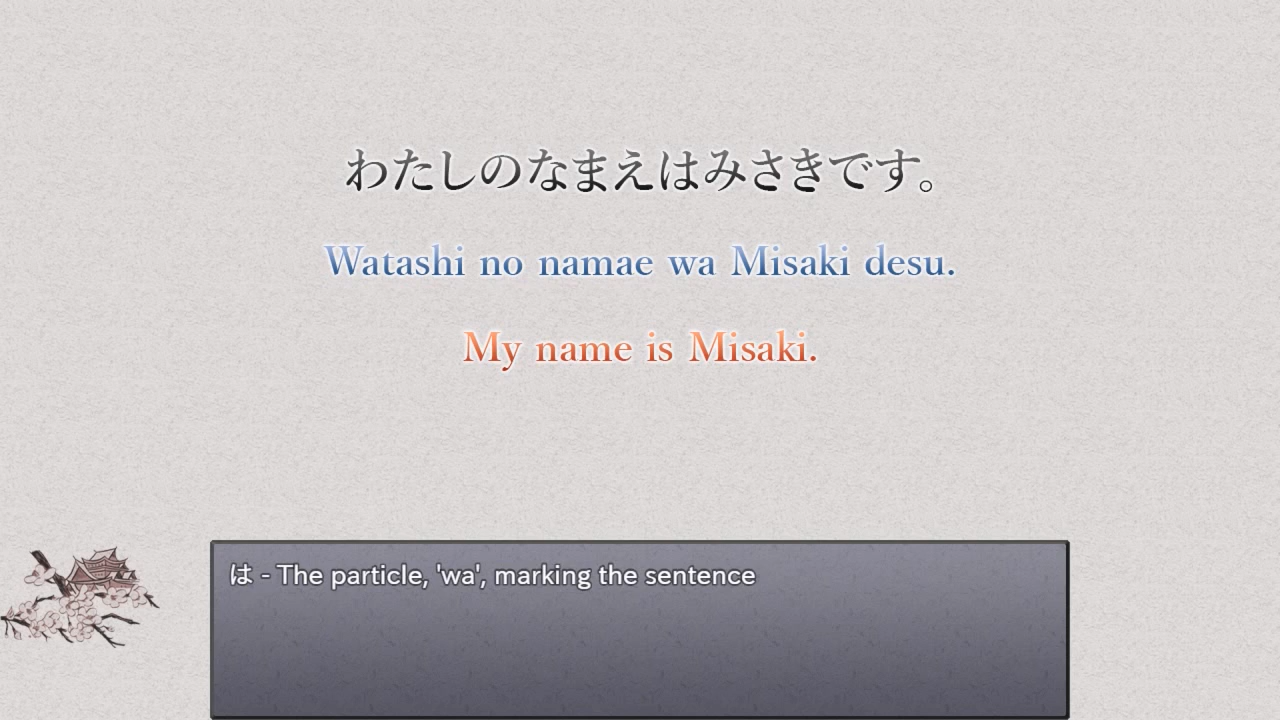 わたしのなまえはみさきです。
Watashi no namae wa Misaki desu.
My name is Misaki.
は - The particle, 'wa', marking the sentence